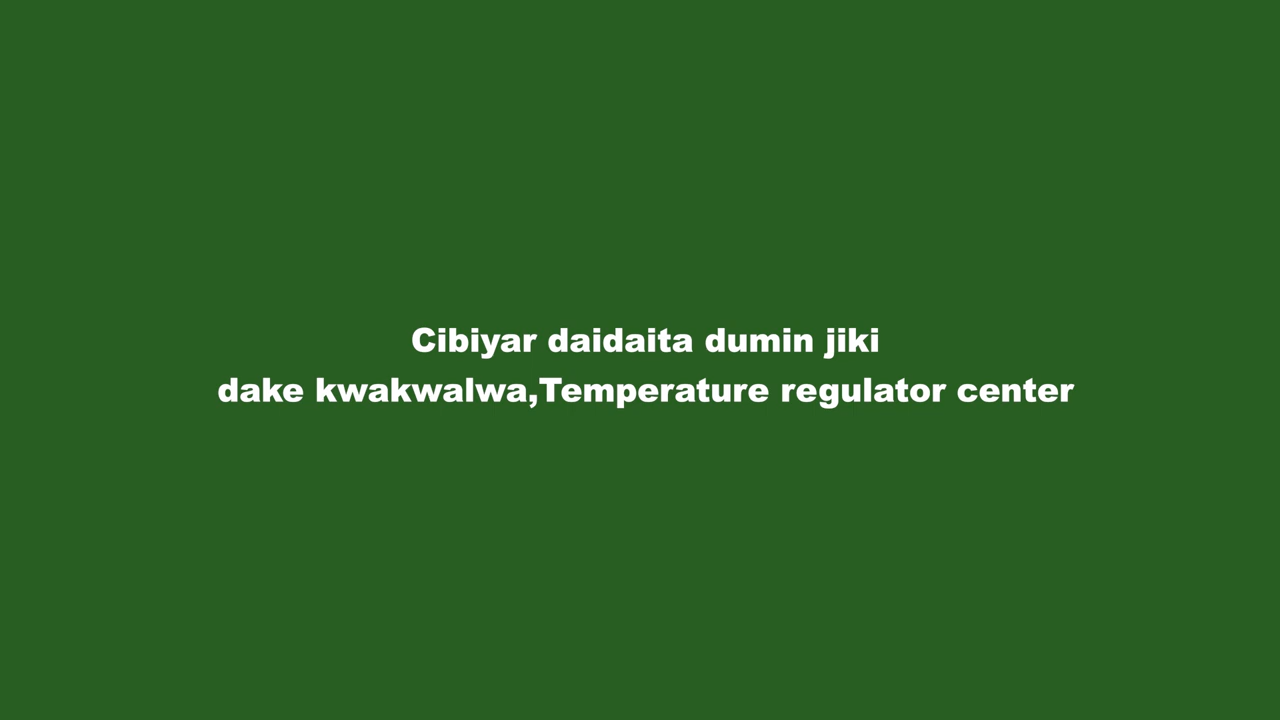 Cibiyar daidaita dumin jiki
dake kwakwalwa,Temperature regulator center